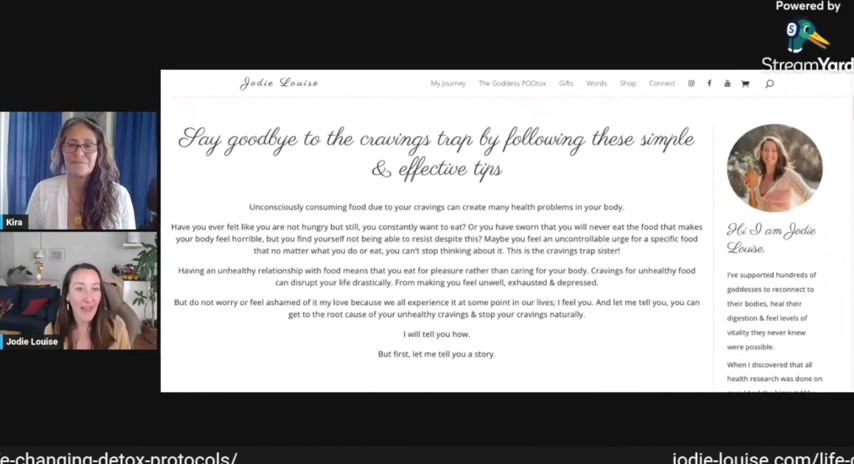 Powered by
StreamYard
Jodie Louise
My Journey The Goddess POOtox Gifts Words Shop Connect
Say goodbye to the cravings trap by following these simple
& effective tips
Unconsciously consuming food due to your cravings can create many health problems in your body.
Have you ever felt like you are not hungry but still, you constantly want to eat? Or you have sworn that you will never eat the food that makes
your body feel horrible, but you find yourself not being able to resist despite this? Maybe you feel an uncontrollable urge for a specific food
that no matter what you do or eat, you can't stop thinking about it. This is the cravings trap sister!
Having an unhealthy relationship with food means that you eat for pleasure rather than caring for your body. Cravings for unhealthy food
can disrupt your life drastically. From making you feel unwell, exhausted & depressed.
But do not worry or feel ashamed of it my love because we all experience it at some point in our lives; I feel you. And let me tell you, you can
get to the root cause of your unhealthy cravings & stop your cravings naturally.
I will tell you how.
But first, let me tell you a story.
Hi I am Jodie
Louise.
I've supported hundreds of
goddesses to reconnect to
their bodies, heal their
digestion & feel levels of
vitality they never knew
were possible.
When I discovered that all
health research was done on
Kira
Jodie Louise
e-changing-detox-protocols/
jodie-louise.com/life-c